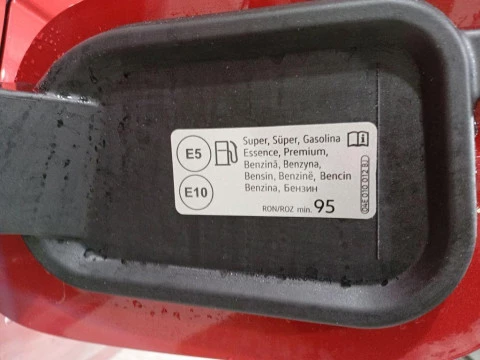 E5
E10
Super, Süper, Gasolina
Essence, Premium,
Benzină, Benzyna,
Bensin, Benzinë, Bencin
Benzina, Бензин
RON/ROZ min. 95